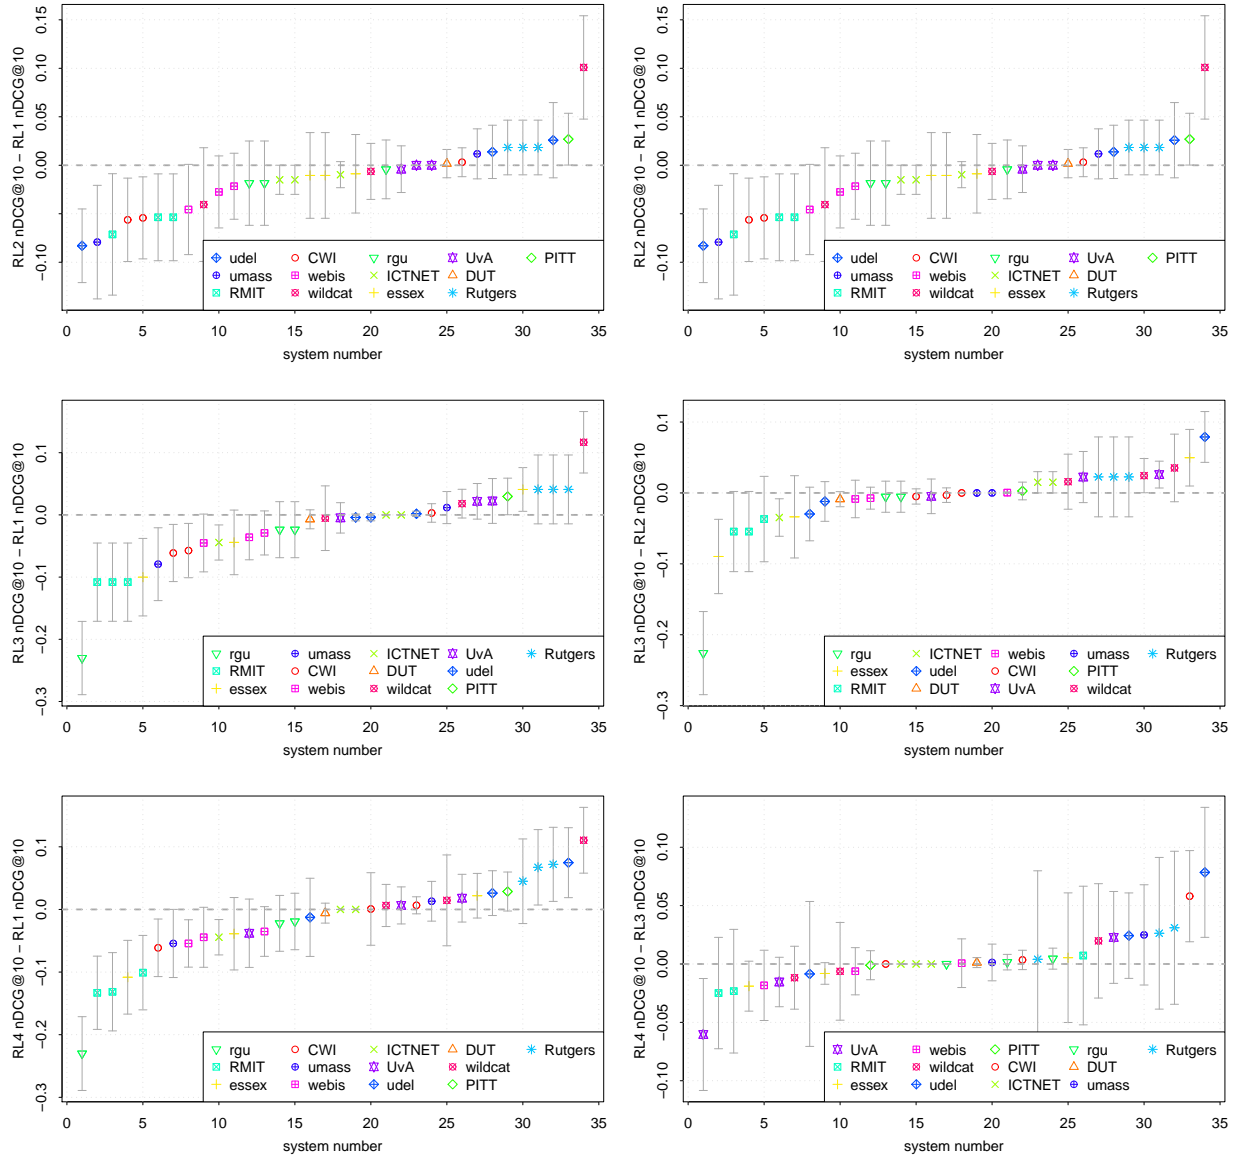 RL2 nDCG@10 − RL1 nDCG@10
0.15
0.10
0.05
0.00
−0.10
udel CWI rgu UvA PITT
umass webis ICTNET DUT
RMIT wildcat essex Rutgers
0 5 10 15 20 25 30 35
system number
RL2 nDCG@10 − RL1 nDCG@10
0.15
0.10
0.05
0.00
−0.10
udel CWI rgu UvA PITT
umass webis ICTNET DUT
RMIT wildcat essex Rutgers
0 5 10 15 20 25 30 35
system number
RL3 nDCG@10 − RL1 nDCG@10
0.1
0.0
−0.1
−0.2
−0.3
rgu umass ICTNET UvA Rutgers
RMIT CWI DUT udel
essex webis wildcat PITT
0 5 10 15 20 25 30 35
system number
RL3 nDCG@10 − RL2 nDCG@10
0.1
0.0
−0.1
−0.2
−0.3
rgu ICTNET webis umass Rutgers
essex udel CWI PITT
RMIT DUT UvA wildcat
0 5 10 15 20 25 30 35
system number
RL4 nDCG@10 − RL1 nDCG@10
0.1
0.0
−0.1
−0.2
−0.3
rgu CWI ICTNET DUT Rutgers
RMIT umass UvA wildcat
essex webis udel PITT
0 5 10 15 20 25 30 35
system number
RL4 nDCG@10 − RL3 nDCG@10
0.10
0.05
0.00
−0.05
−0.10
UvA webis PITT rgu Rutgers
RMIT wildcat CWI DUT
essex udel ICTNET umass
0 5 10 15 20 25 30 35
system number